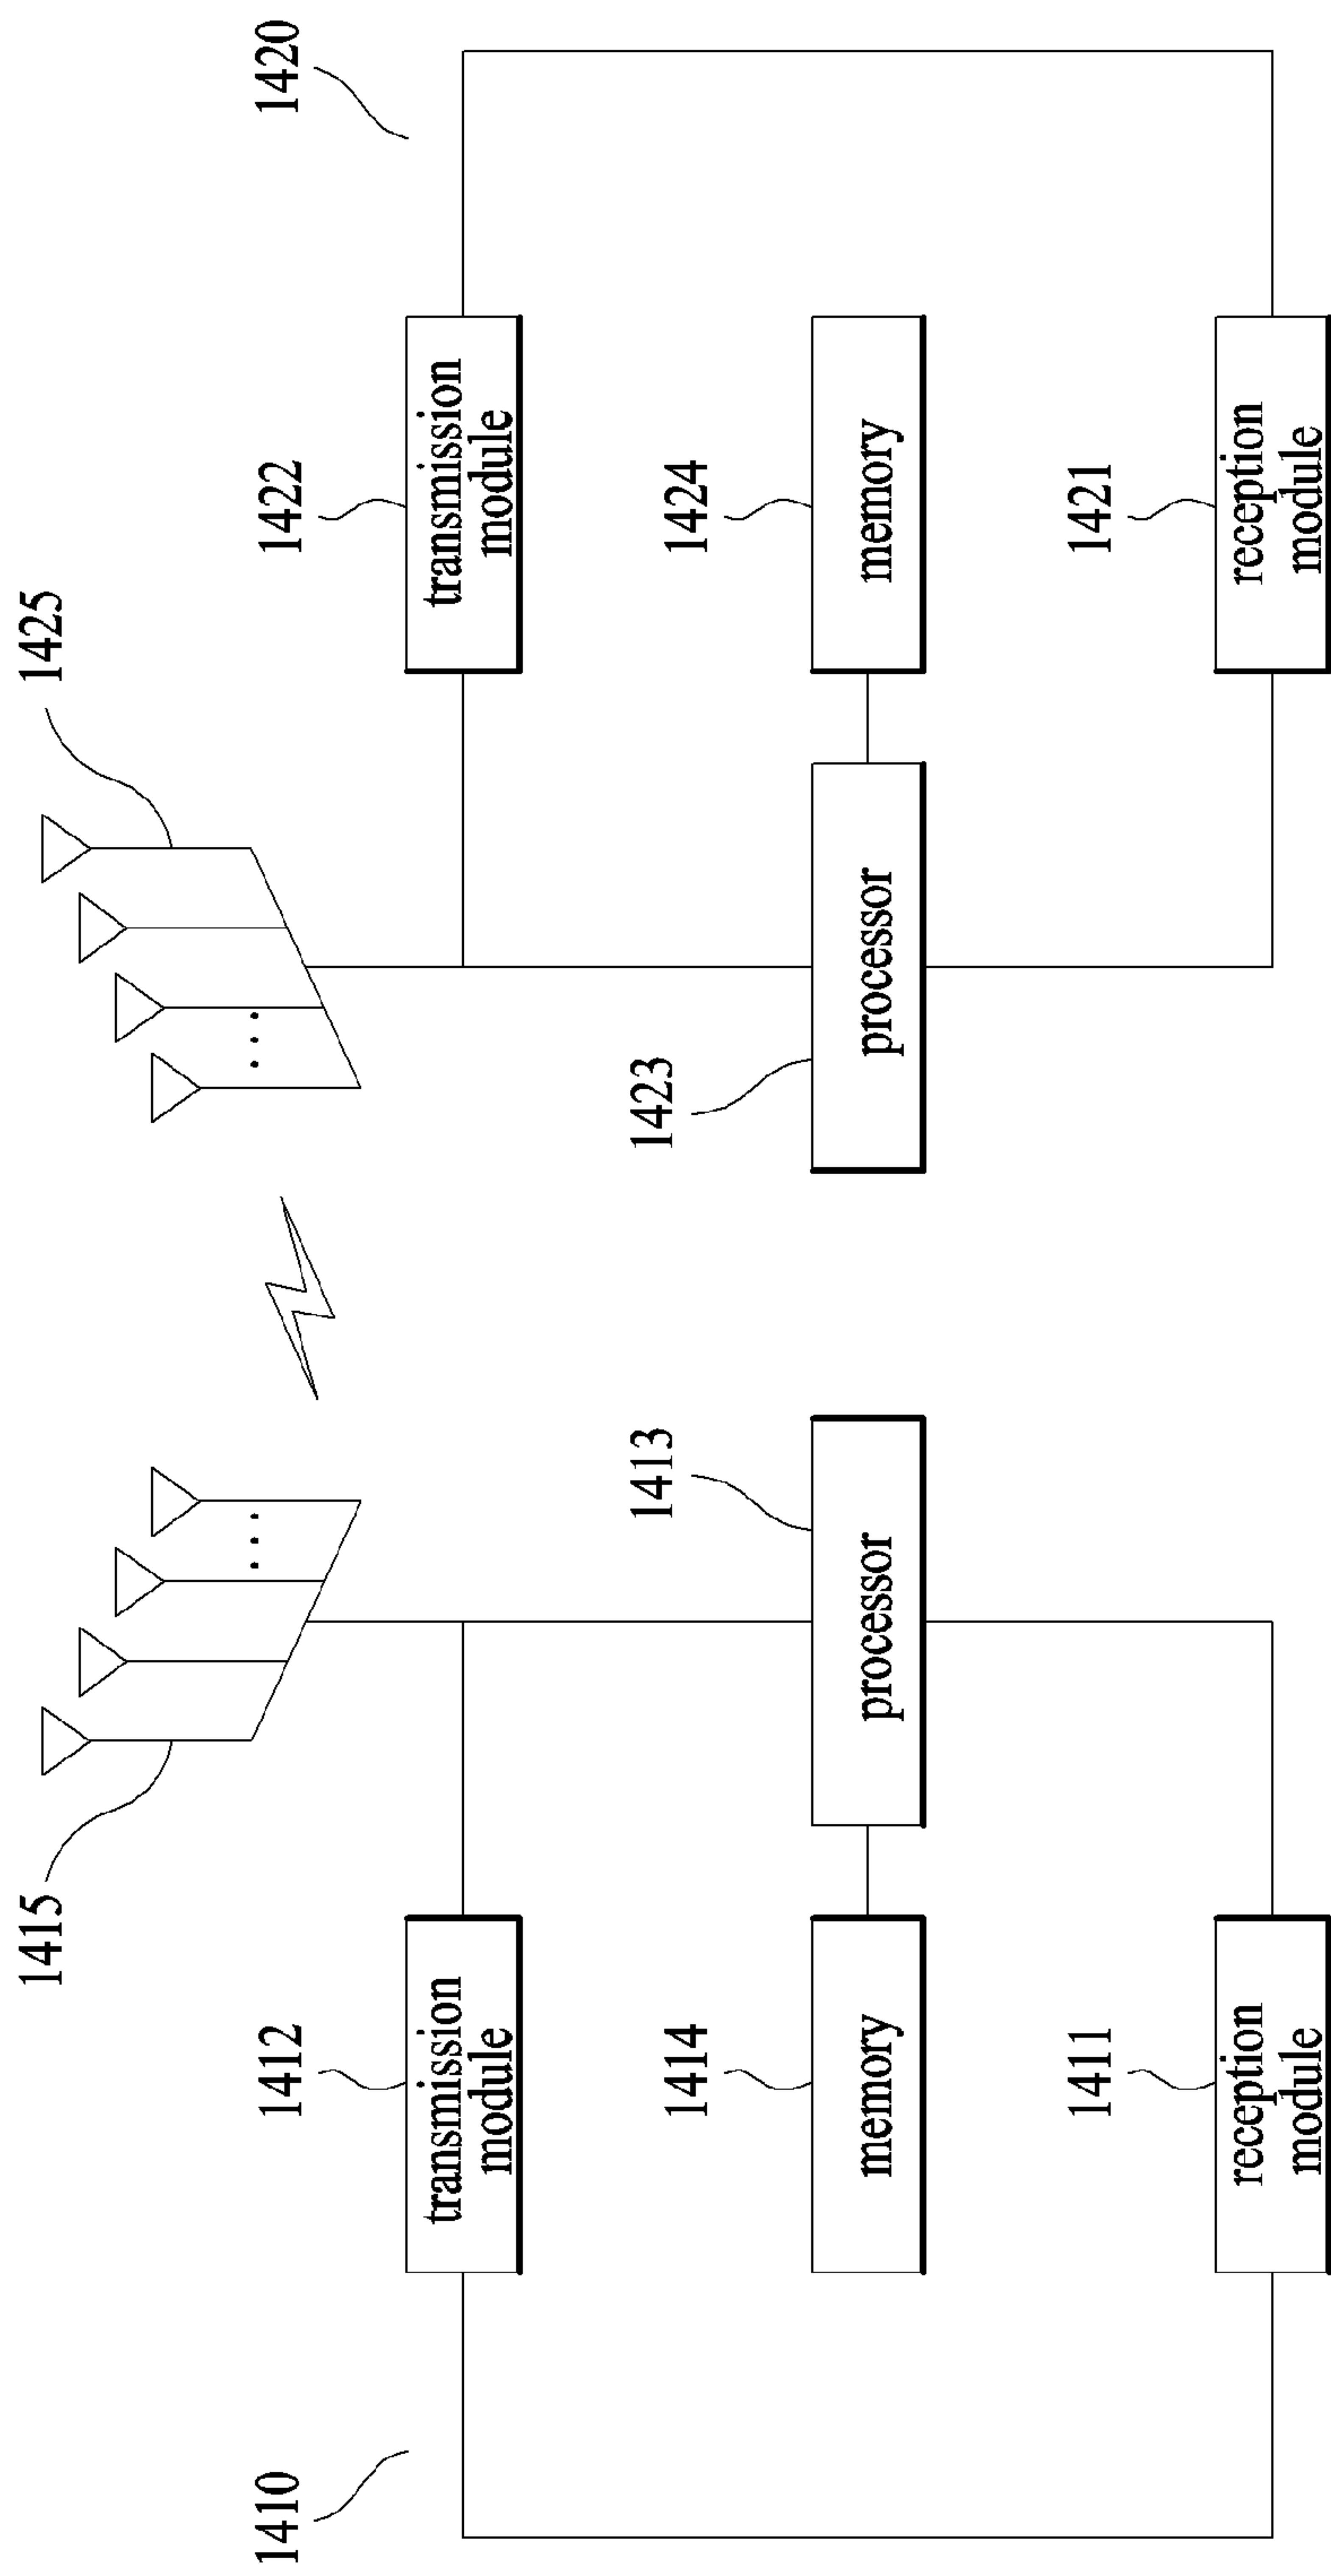 1415
1425
1410
1412
transmission
module
1422
transmission
module
1420
1414
memory
1413
processor
1423
processor
1424
memory
1411
reception
module
1421
reception
module